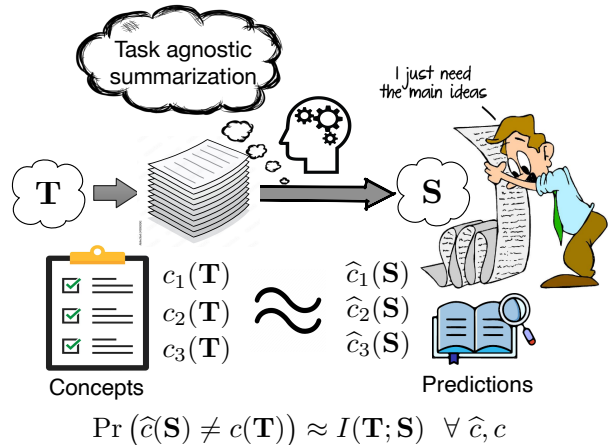 Task agnostic
summarization
I just need
the main ideas
T
S
c₁(T)
c₂(T)
c₃(T)
≈
ĉ₁(S)
ĉ₂(S)
ĉ₃(S)
Concepts
Predictions
Pr (ĉ(S) ≠ c(T)) ≈ I(T; S) ∀ ĉ, c